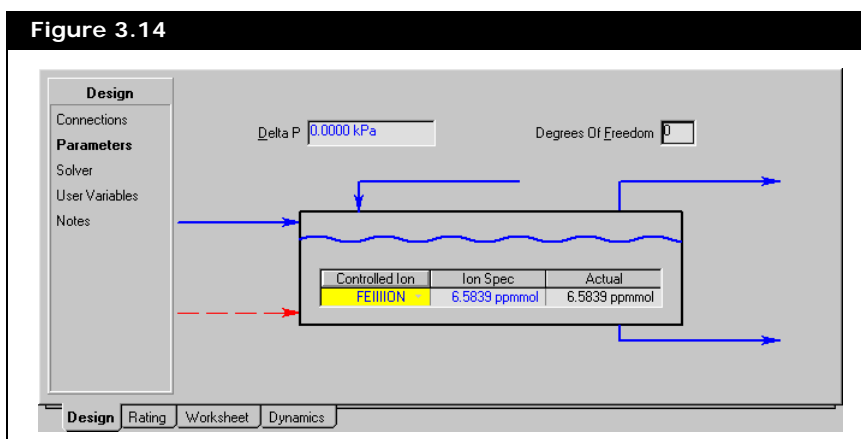 Figure 3.14
Design
Connections
Parameters
Solver
User Variables
Notes
Delta P 0.0000 kPa
Degrees Of Freedom 0
Controlled Ion Ion Spec Actual
FEIIIION 6.5839 ppmmol 6.5839 ppmmol
Design Rating Worksheet Dynamics